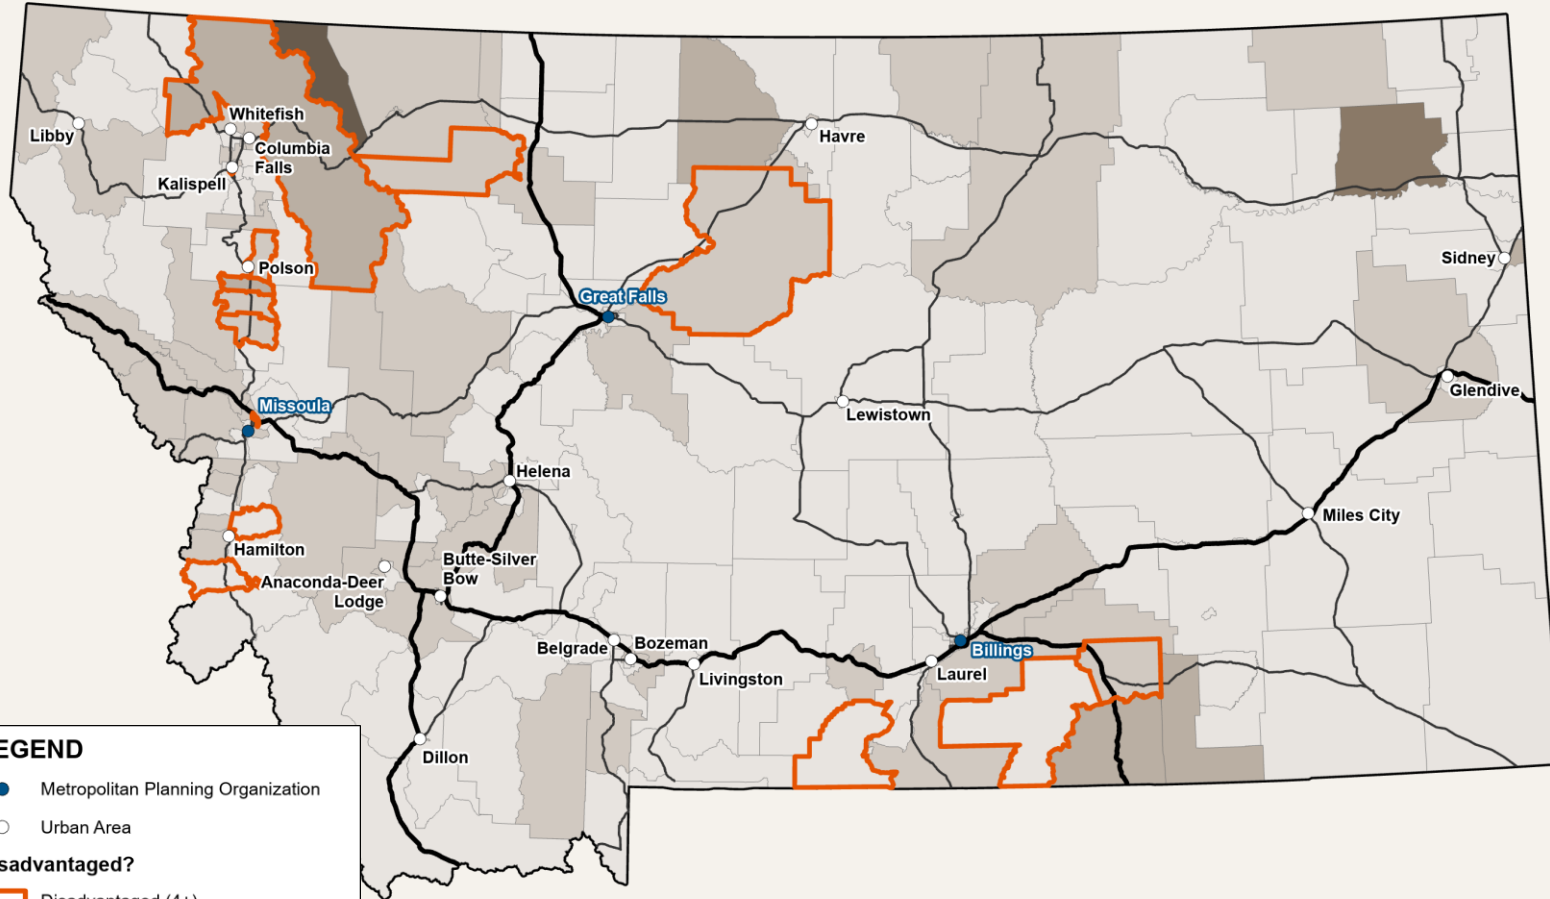 Whitefish
Libby
Columbia
Falls
Havre
Kalispell
Polson
Sidney
Great Falls
Glendive
Missoula
Lewistown
Helena
Miles City
Hamilton
Butte-Silver
Bow
Anaconda-Deer
Lodge
Belgrade
Bozeman
Billings
Laurel
Livingston
Dillon
EGEND
Metropolitan Planning Organization
Urban Area
sadvantaged?